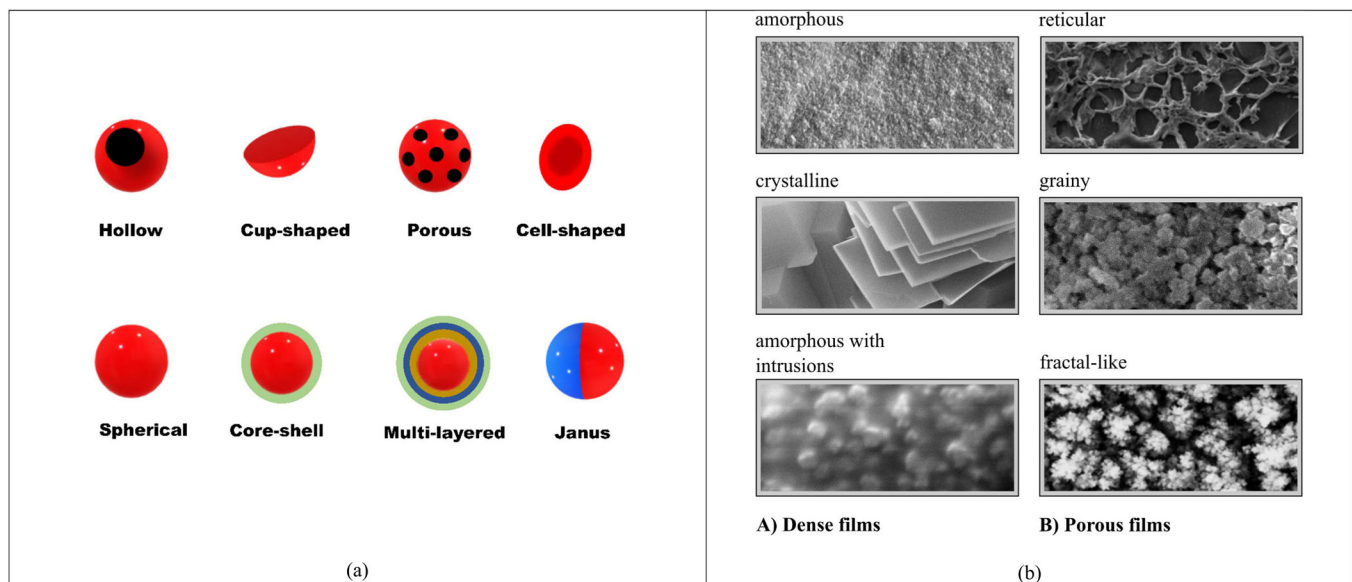 Hollow
Cup-shaped
Porous
Cell-shaped
Spherical
Core-shell
Multi-layered
Janus
(a)
amorphous
reticular
crystalline
grainy
amorphous with
intrusions
fractal-like
A) Dense films
B) Porous films
(b)